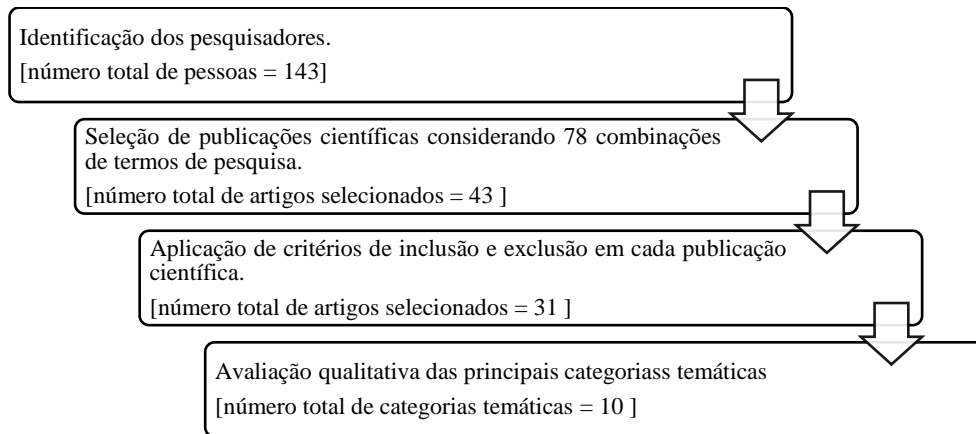 Identificação dos pesquisadores.
[número total de pessoas = 143]
Seleção de publicações científicas considerando 78 combinações
de termos de pesquisa.
[número total de artigos selecionados = 43 ]
Aplicação de critérios de inclusão e exclusão em cada publicação
científica.
[número total de artigos selecionados = 31 ]
Avaliação qualitativa das principais categoriass temáticas
[número total de categorias temáticas = 10 ]